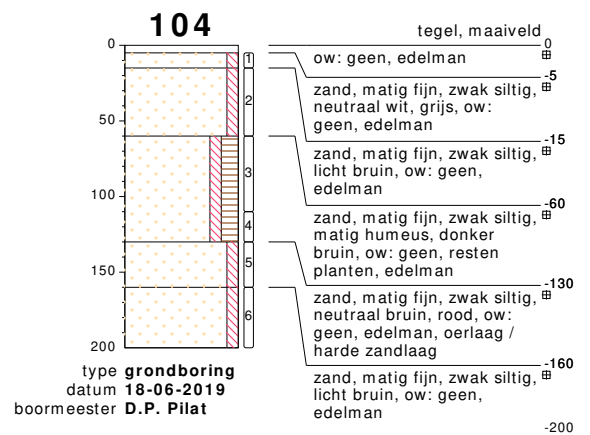 104
tegel, maaiveld
0
50
100
150
200
1
2
3
4
5
6
0
ow: geen, edelman
-5
zand, matig fijn, zwak siltig,
neutraal wit, grijs, ow:
geen, edelman
-15
zand, matig fijn, zwak siltig,
licht bruin, ow: geen,
edelman
-60
zand, matig fijn, zwak siltig,
matig humeus, donker
bruin, ow: geen, resten
planten, edelman
-130
zand, matig fijn, zwak siltig,
neutraal bruin, rood, ow:
geen, edelman, oerlaag /
harde zandlaag
-160
zand, matig fijn, zwak siltig,
licht bruin, ow: geen,
edelman
-200
type grondboring
datum 18-06-2019
boormeester D.P. Pilat